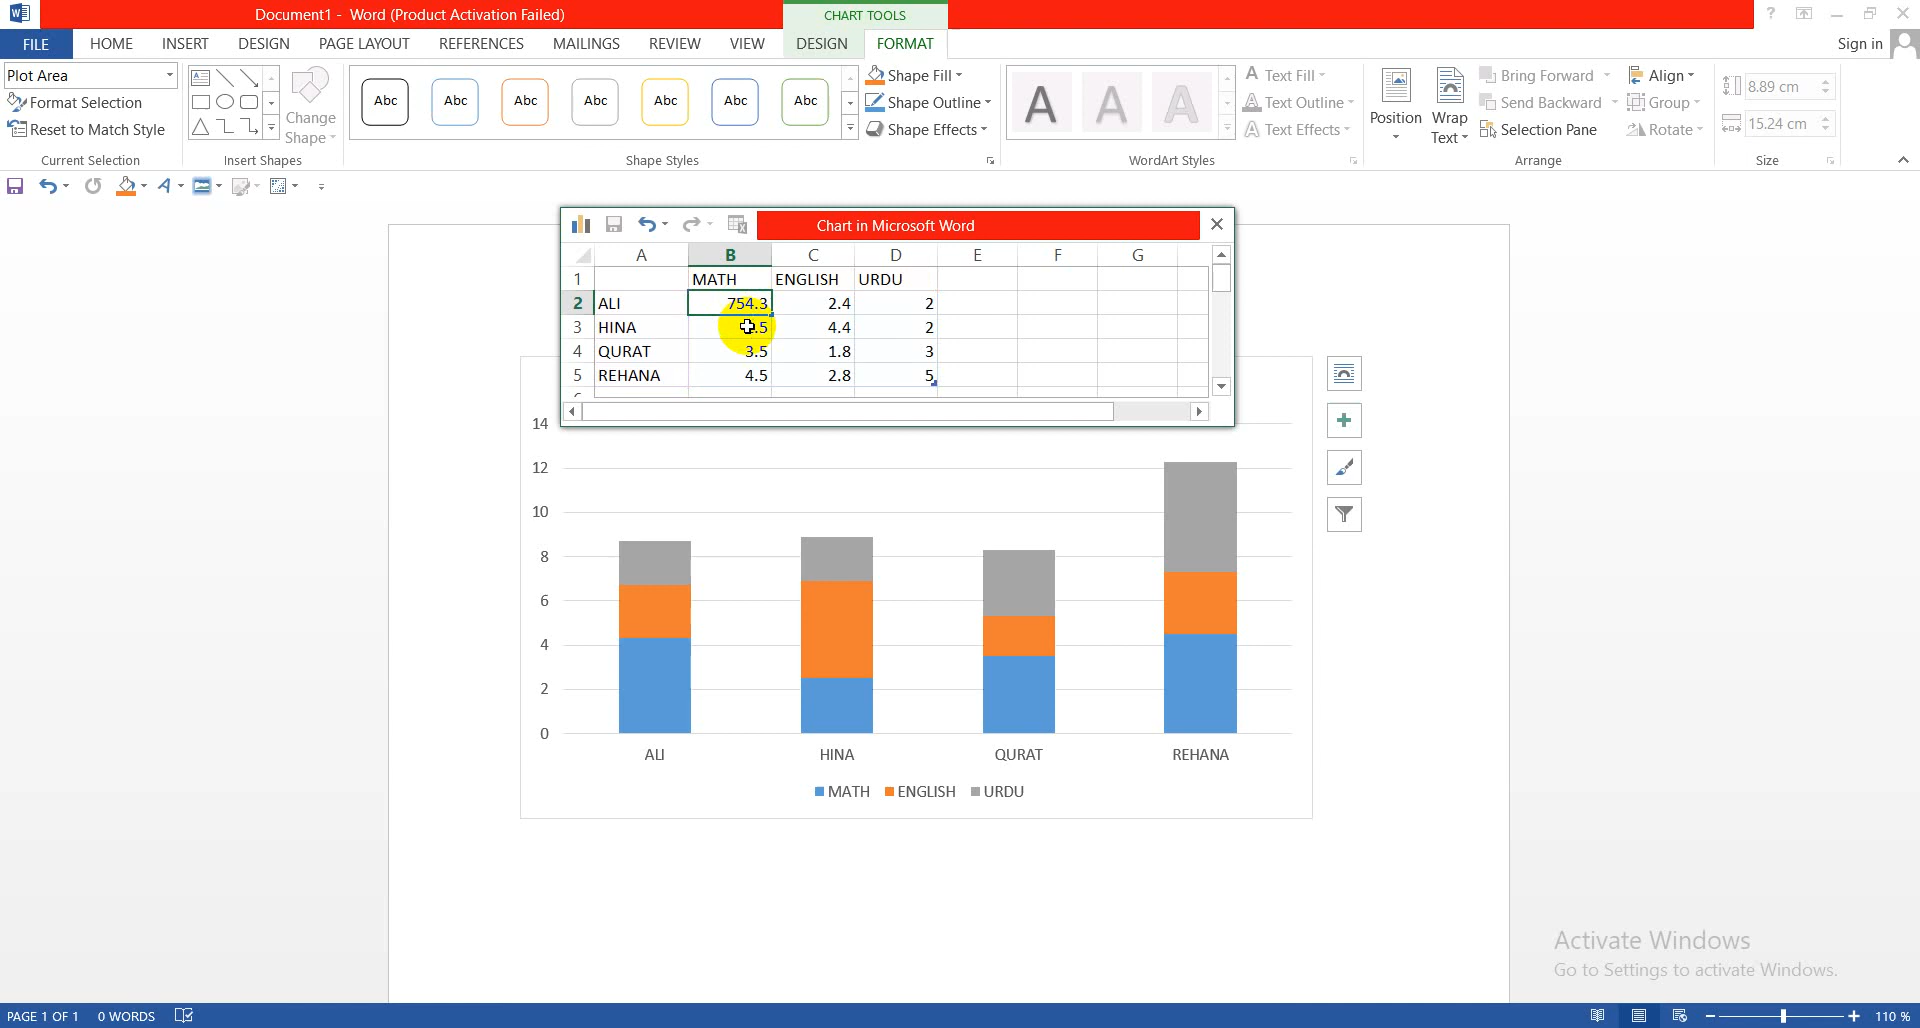 Document1 - Word (Product Activation Failed)
CHART TOOLS
?
FILE HOME INSERT DESIGN PAGE LAYOUT REFERENCES MAILINGS REVIEW VIEW DESIGN FORMAT
Sign in
Plot Area
Format Selection
Reset to Match Style
Current Selection
Change
Shape
Insert Shapes
Abc Abc Abc Abc Abc Abc Abc
Shape Styles
Shape Fill
Shape Outline
Shape Effects
A A A
WordArt Styles
A Text Fill
A Text Outline
A Text Effects
Position
Wrap
Text
Bring Forward
Send Backward
Selection Pane
Align
Group
Rotate
Arrange
8.89 cm
15.24 cm
Size
Chart in Microsoft Word
A B C D E F G
1 MATH ENGLISH URDU
2 ALI 754.3 2.4 2
3 HINA .5 4.4 2
4 QURAT 3.5 1.8 3
5 REHANA 4.5 2.8 5
14
12
10
8
6
4
2
0
ALI HINA QURAT REHANA
MATH ENGLISH URDU
Activate Windows
Go to Settings to activate Windows.
PAGE 1 OF 1 0 WORDS
110 %